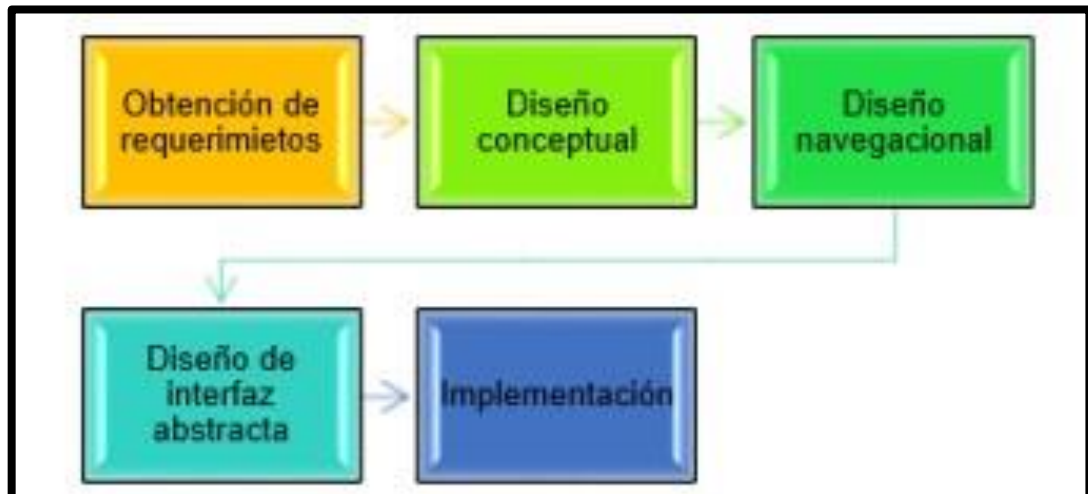 Obtención de
requerimietos
Diseño
conceptual
Diseño
navegacional
Diseño de
interfaz
abstracta
Implementación